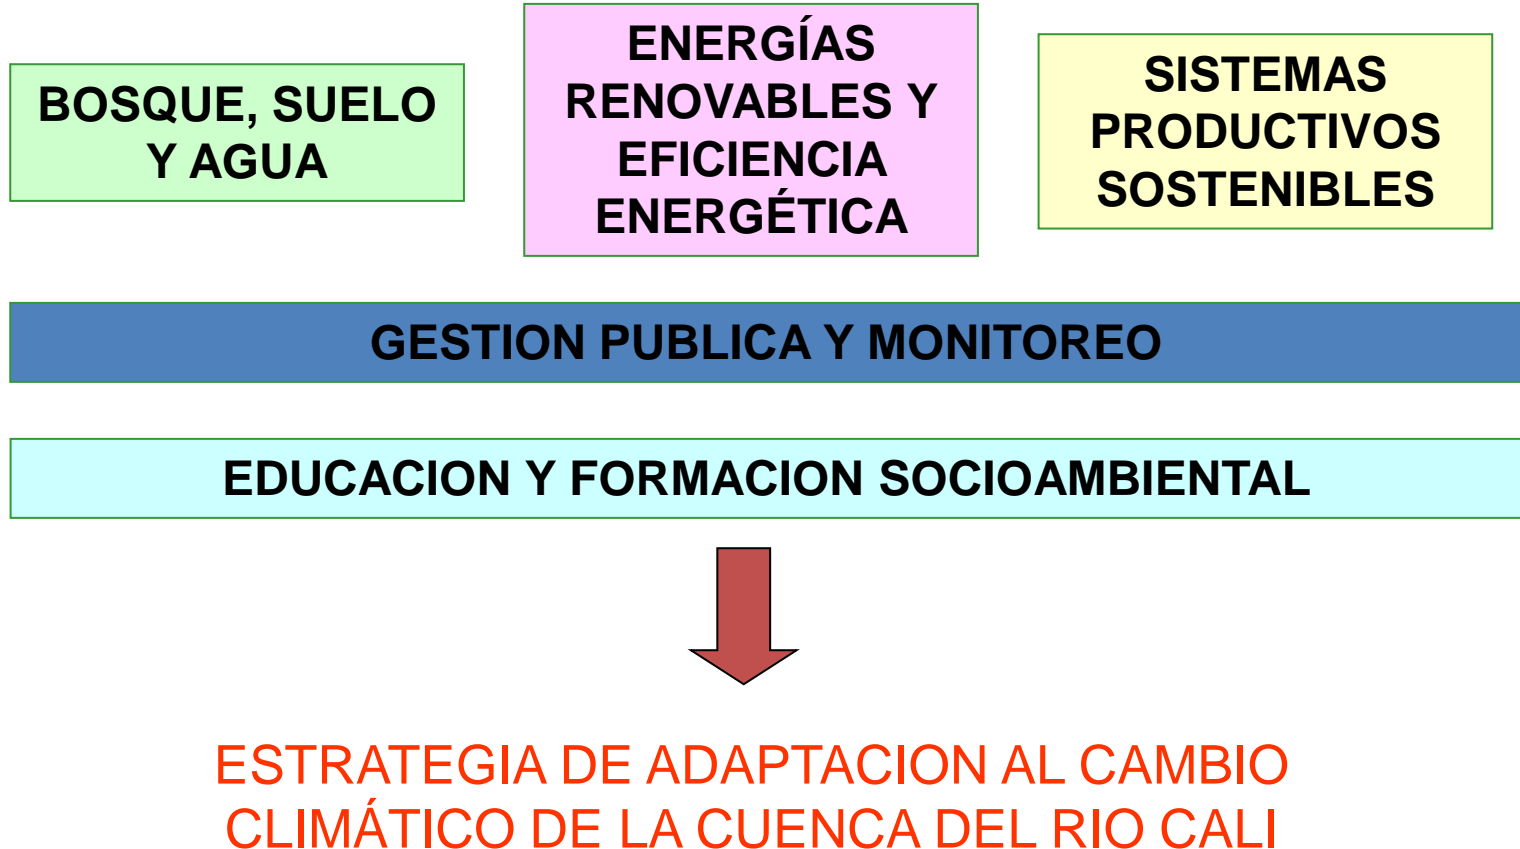 BOSQUE, SUELO
Y AGUA
ENERGÍAS
RENOVABLES Y
EFICIENCIA
ENERGÉTICA
SISTEMAS
PRODUCTIVOS
SOSTENIBLES
GESTION PUBLICA Y MONITOREO
EDUCACION Y FORMACION SOCIOAMBIENTAL
ESTRATEGIA DE ADAPTACION AL CAMBIO
CLIMÁTICO DE LA CUENCA DEL RIO CALI